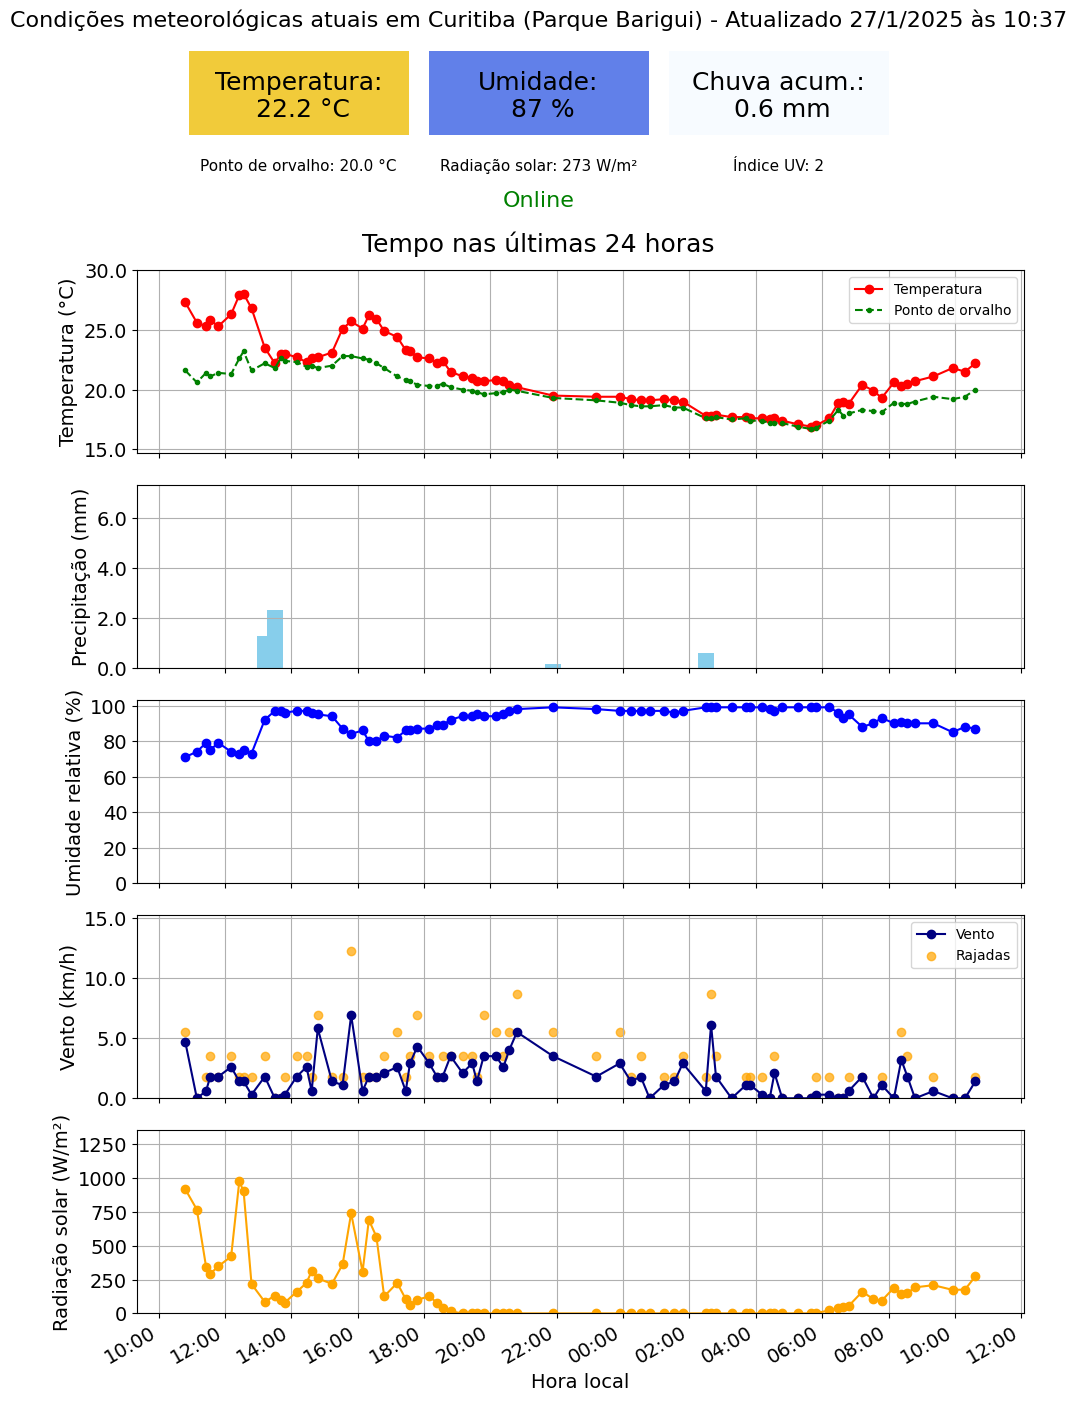 Condições meteorológicas atuais em Curitiba (Parque Barigui) - Atualizado 27/1/2025 às 10:37
Temperatura:
22.2 °C
Umidade:
87 %
Chuva acum.:
0.6 mm
Ponto de orvalho: 20.0 °C
Radiação solar: 273 W/m²
Índice UV: 2
Online
Tempo nas últimas 24 horas
Temperatura (°C)
30.0
25.0
20.0
15.0
Temperatura
Ponto de orvalho
Precipitação (mm)
6.0
4.0
2.0
0.0
Umidade relativa (%)
100
80
60
40
20
0
Vento (km/h)
15.0
10.0
5.0
0.0
Vento
Rajadas
Radiação solar (W/m²)
1250
1000
750
500
250
0
10:00
12:00
14:00
16:00
18:00
20:00
22:00
00:00
02:00
04:00
06:00
08:00
10:00
12:00
Hora local